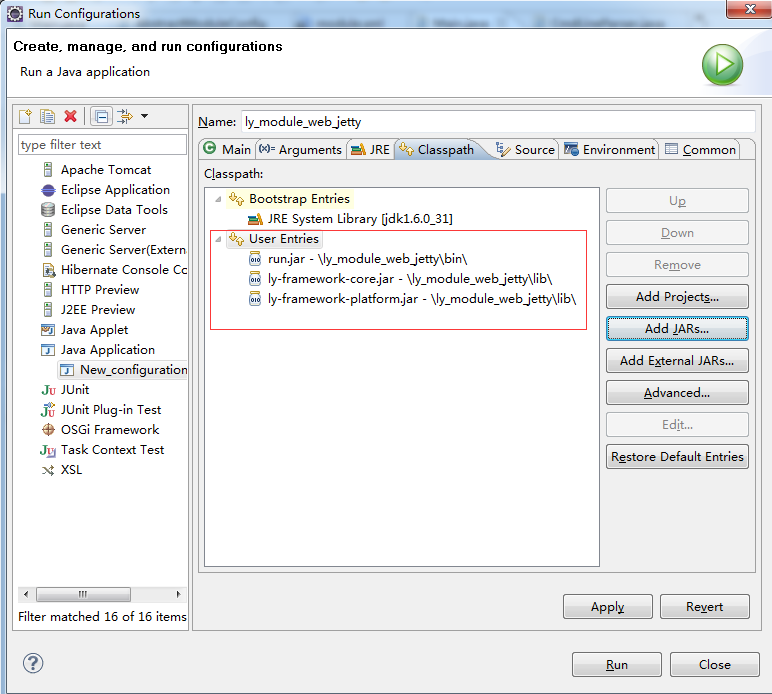 Run Configurations
Create, manage, and run configurations
Run a Java application
type filter text
Apache Tomcat
Eclipse Application
Eclipse Data Tools
Generic Server
Generic Server(Extern
Hibernate Console Co
HTTP Preview
J2EE Preview
Java Applet
Java Application
New_configuration
JUnit
JUnit Plug-in Test
OSGi Framework
Task Context Test
XSL
Filter matched 16 of 16 items
Name: ly_module_web_jetty
Main Arguments JRE Classpath Source Environment Common
Classpath:
Bootstrap Entries
JRE System Library [jdk1.6.0_31]
User Entries
run.jar - \ly_module_web_jetty\bin\
ly-framework-core.jar - \ly_module_web_jetty\lib\
ly-framework-platform.jar - \ly_module_web_jetty\lib\
Up
Down
Remove
Add Projects...
Add JARs...
Add External JARs...
Advanced...
Edit...
Restore Default Entries
Apply Revert
Run Close